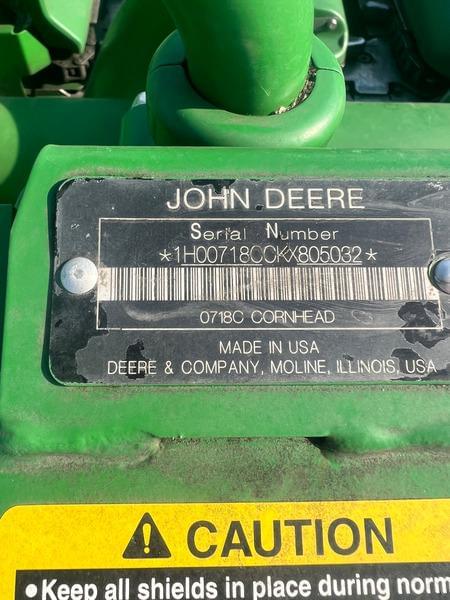 JOHN DEERE
Serial Number
*1H00718CCKX805032*
0718C CORNHEAD
MADE IN USA
DEERE & COMPANY, MOLINE, ILLINOIS, USA
CAUTION
•Keep all shields in place during norm